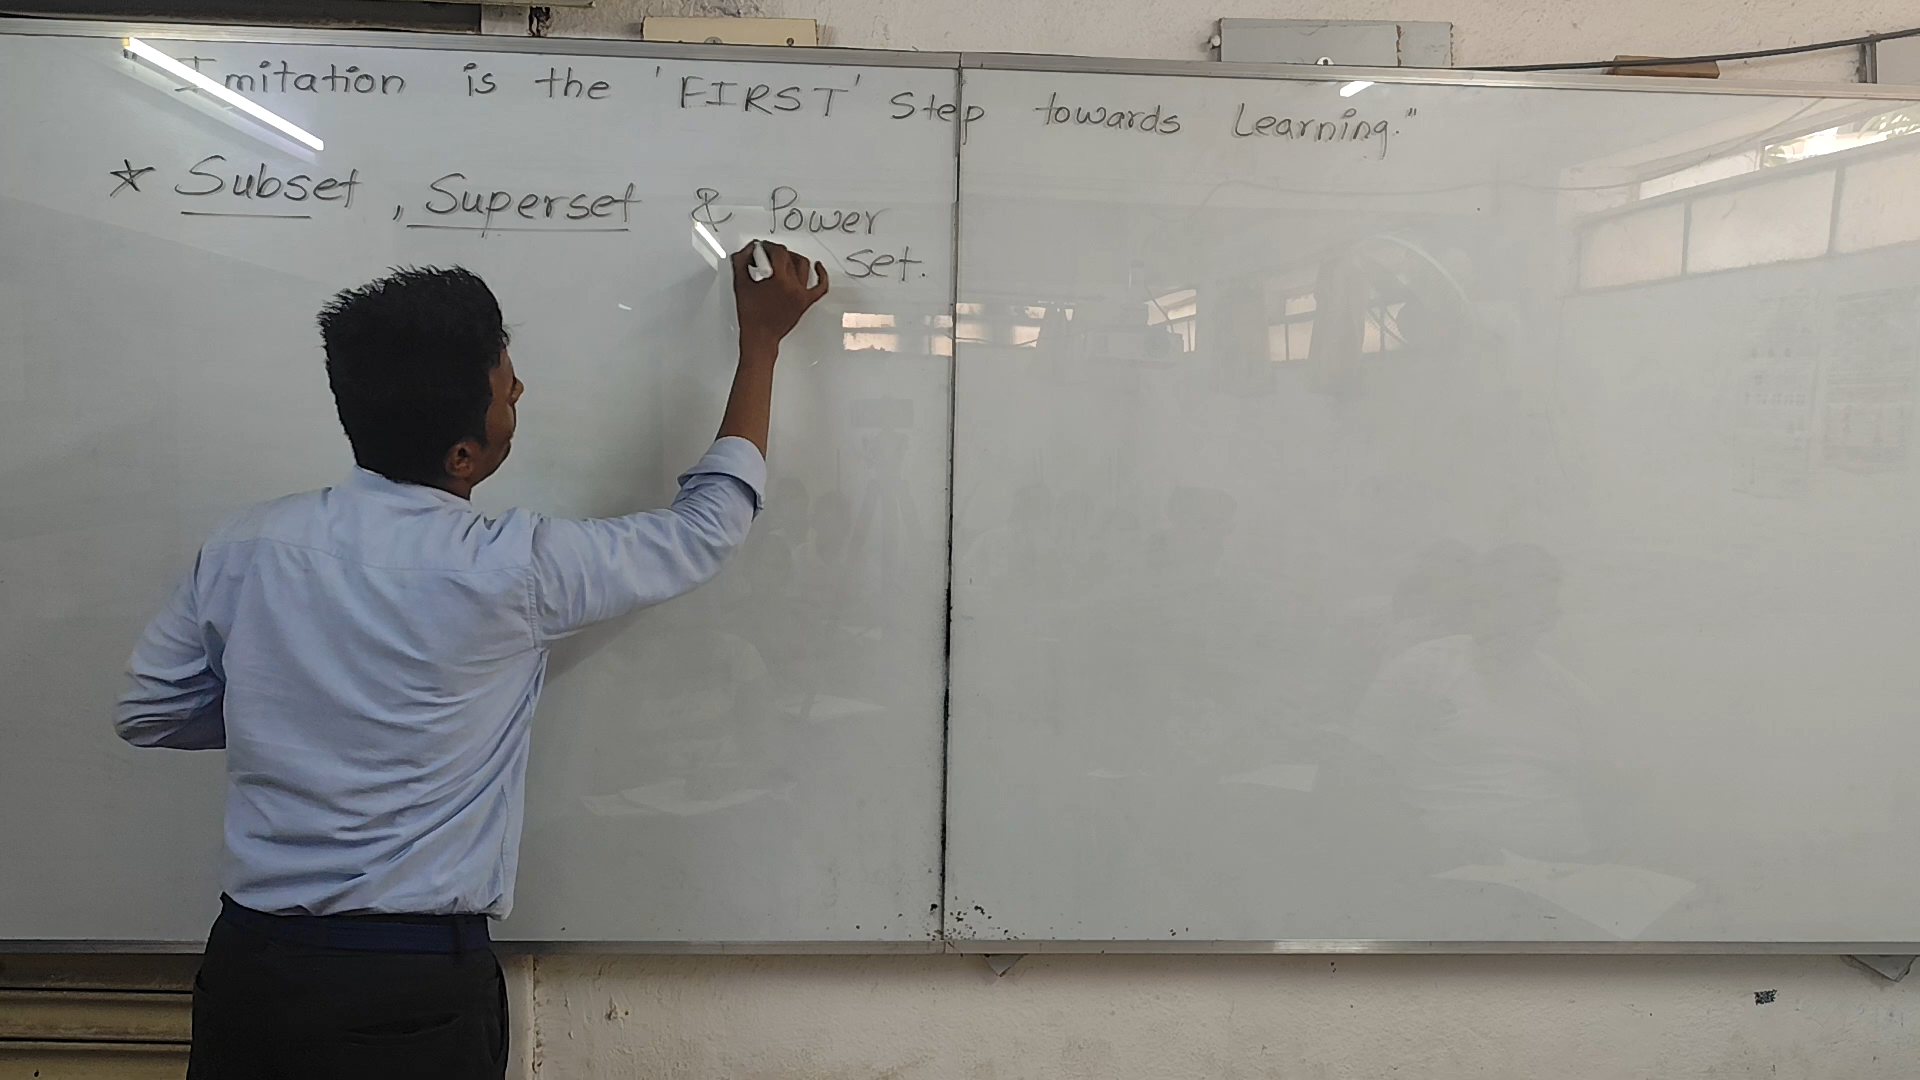 "Imitation is the 'FIRST' Step towards Learning."
* Subset, Superset & Power
set.